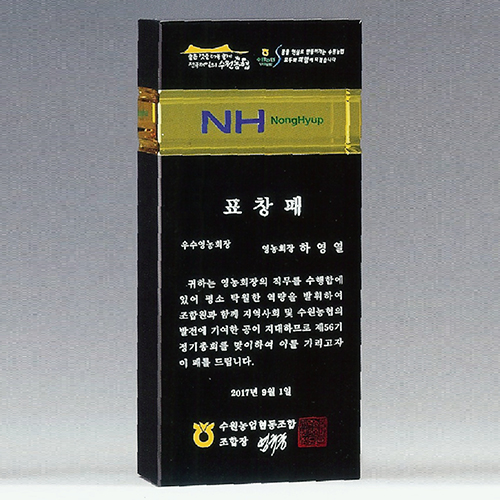 수원농협
NH NongHyup
표창패
우수영농회장
영농회장 하영열
귀하는 영농회장의 직무를 수행함에
있어 평소 탁월한 역량을 발휘하여
조합원과 함께 지역사회 및 수원농협의
발전에 기여한 공이 지대하므로 제56기
정기총회를 맞이하여 이를 기리고자
이 패를 드립니다.
2017년 9월 1일
수원농업협동조합
조합장